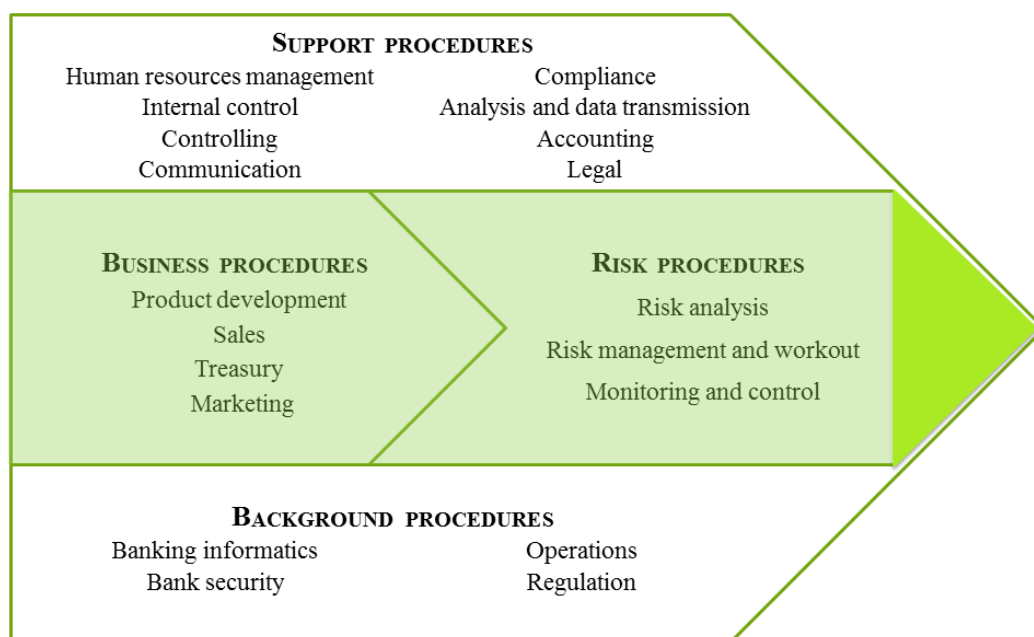 SUPPORT PROCEDURES
Human resources management
Compliance
Internal control
Analysis and data transmission
Controlling
Accounting
Communication
Legal
BUSINESS PROCEDURES
Product development
Sales
Treasury
Marketing
RISK PROCEDURES
Risk analysis
Risk management and workout
Monitoring and control
BACKGROUND PROCEDURES
Banking informatics
Operations
Bank security
Regulation